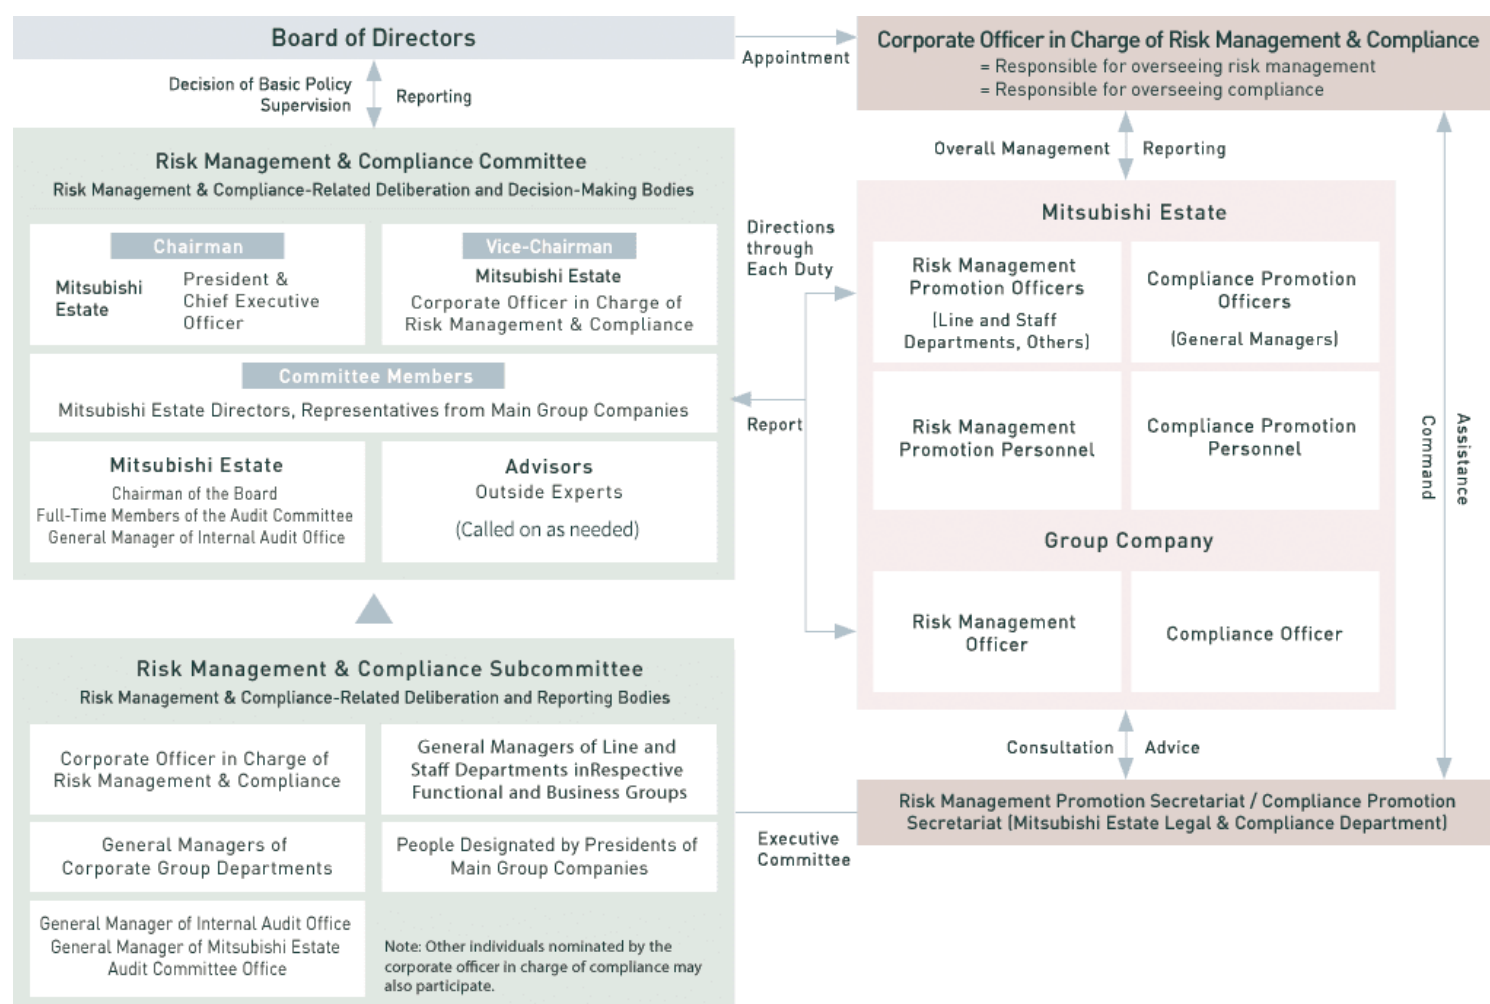 Board of Directors
Appointment
Corporate Officer in Charge of Risk Management & Compliance
= Responsible for overseeing risk management
= Responsible for overseeing compliance
Decision of Basic Policy
Supervision
Reporting
Risk Management & Compliance Committee
Risk Management & Compliance-Related Deliberation and Decision-Making Bodies
Chairman
Mitsubishi
Estate
President &
Chief Executive
Officer
Vice-Chairman
Mitsubishi Estate
Corporate Officer in Charge of
Risk Management & Compliance
Committee Members
Mitsubishi Estate Directors, Representatives from Main Group Companies
Mitsubishi Estate
Chairman of the Board
Full-Time Members of the Audit Committee
General Manager of Internal Audit Office
Advisors
Outside Experts
(Called on as needed)
Directions
through
Each Duty
Report
Overall Management
Reporting
Mitsubishi Estate
Risk Management
Promotion Officers
(Line and Staff
Departments, Others)
Compliance Promotion
Officers
(General Managers)
Risk Management
Promotion Personnel
Compliance Promotion
Personnel
Group Company
Risk Management
Officer
Compliance Officer
Command
Assistance
Consultation
Advice
Risk Management & Compliance Subcommittee
Risk Management & Compliance-Related Deliberation and Reporting Bodies
Corporate Officer in Charge of
Risk Management & Compliance
General Managers of Line and
Staff Departments inRespective
Functional and Business Groups
General Managers of
Corporate Group Departments
People Designated by Presidents of
Main Group Companies
General Manager of Internal Audit Office
General Manager of Mitsubishi Estate
Audit Committee Office
Note: Other individuals nominated by the
corporate officer in charge of compliance may
also participate.
Executive
Committee
Risk Management Promotion Secretariat / Compliance Promotion
Secretariat (Mitsubishi Estate Legal & Compliance Department)